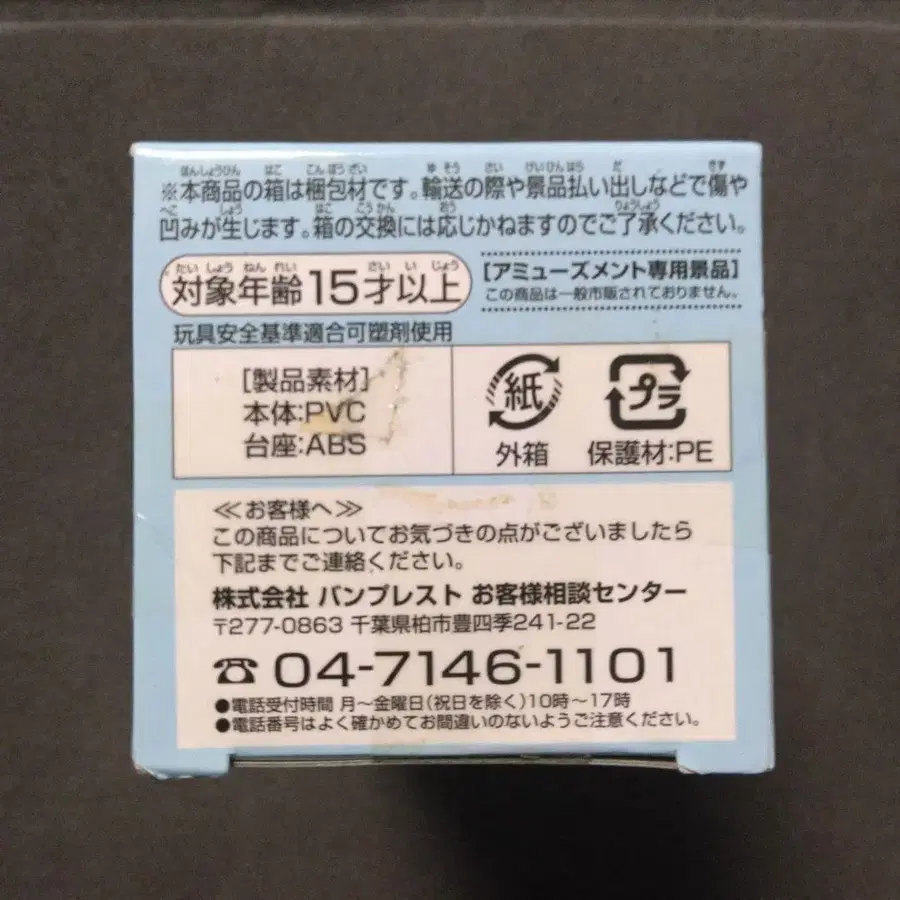 ※本商品の箱は梱包材です。輸送の際や景品払い出しなどで傷や
凹みが生じます。箱の交換には応じかねますのでご了承ください。
対象年齢15才以上
[アミューズメント専用景品]
この商品は一般市販されておりません。
玩具安全基準適合可塑剤使用
[製品素材]
本体:PVC
台座:ABS
紙
外箱
プラ
保護材:PE
≪お客様へ≫
この商品についてお気づきの点がございましたら
下記までご連絡ください。
株式会社 バンプレスト お客様相談センター
〒277-0863 千葉県柏市豊四季241-22
☎ 04-7146-1101
●電話受付時間 月〜金曜日(祝日を除く)10時〜17時
●電話番号はよく確かめてお間違いのないようご注意ください。